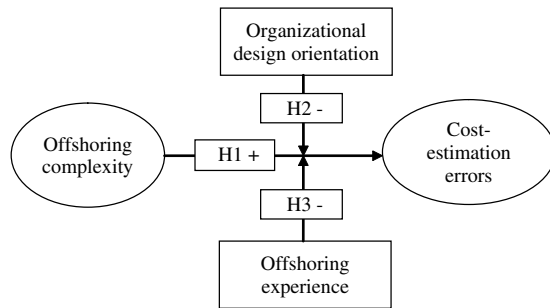 Organizational
design orientation
H2 -
Offshoring
complexity
H1 +
Cost-
estimation
errors
H3 -
Offshoring
experience